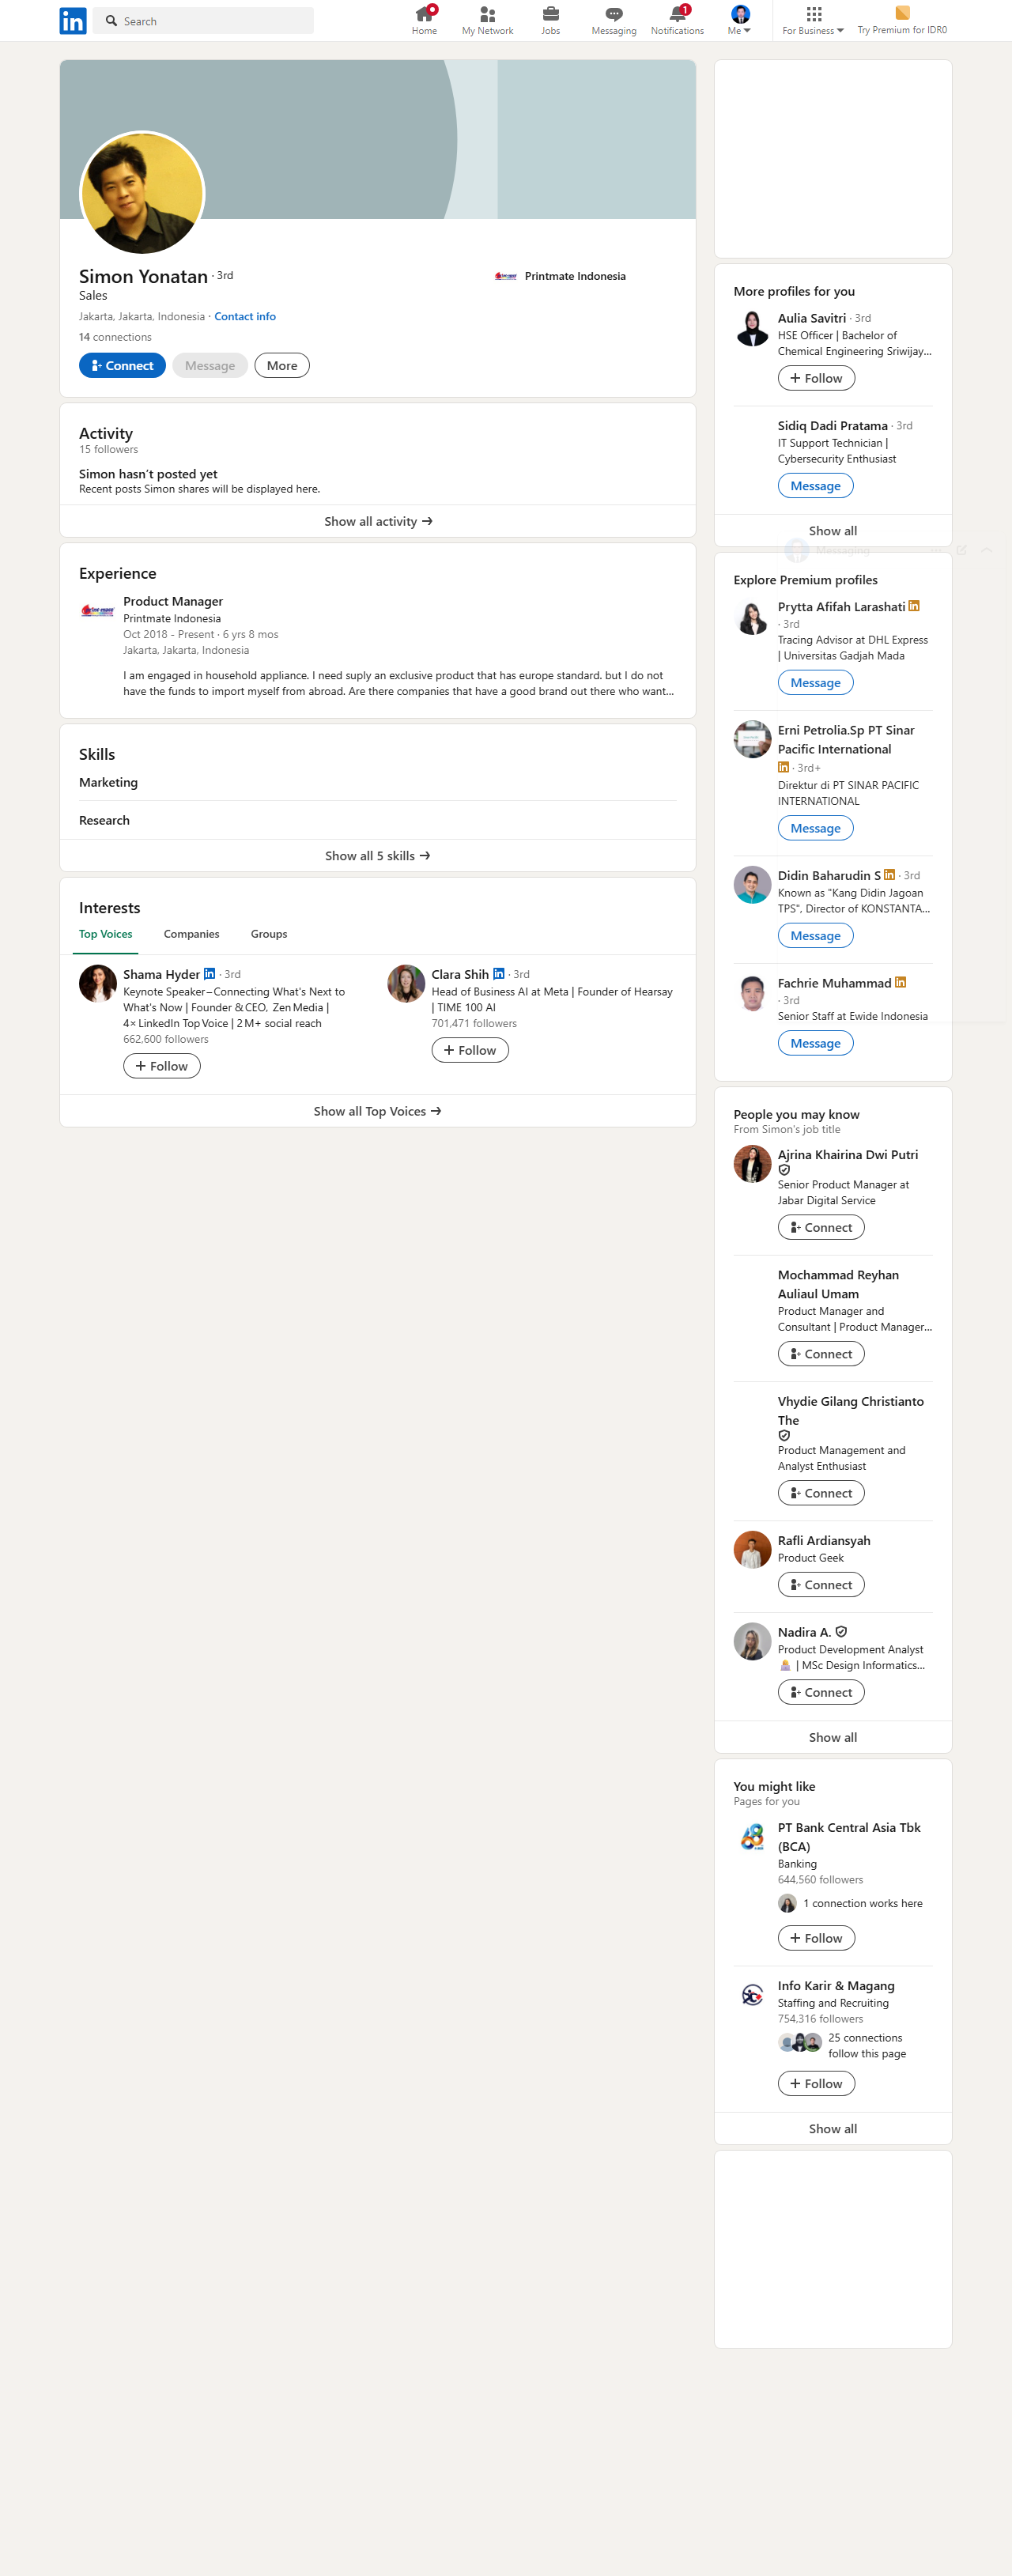 in
Search
Home
My Network
Jobs
Messaging
1
Notifications
Me
For Business
Try Premium for IDR0
Simon Yonatan · 3rd
Printmate Indonesia
Sales
Jakarta, Jakarta, Indonesia · Contact info
14 connections
Connect
Message
More
Activity
15 followers
Simon hasn't posted yet
Recent posts Simon shares will be displayed here.
Show all activity →
Experience
Product Manager
Printmate Indonesia
Oct 2018 - Present · 6 yrs 8 mos
Jakarta, Jakarta, Indonesia
I am engaged in household appliance. I need suply an exclusive product that has europe standard. but I do not
have the funds to import myself from abroad. Are there companies that have a good brand out there who want...
Skills
Marketing
Research
Show all 5 skills →
Interests
Top Voices
Companies
Groups
Shama Hyder in · 3rd
Keynote Speaker – Connecting What's Next to
What's Now | Founder & CEO, Zen Media |
4× LinkedIn Top Voice | 2 M+ social reach
662,600 followers
+ Follow
Clara Shih in · 3rd
Head of Business AI at Meta | Founder of Hearsay
| TIME 100 AI
701,471 followers
+ Follow
Show all Top Voices →
More profiles for you
Aulia Savitri · 3rd
HSE Officer | Bachelor of
Chemical Engineering Sriwijay...
+ Follow
Sidiq Dadi Pratama · 3rd
IT Support Technician |
Cybersecurity Enthusiast
Message
Show all
Messaging
Explore Premium profiles
Prytta Afifah Larashati in
· 3rd
Tracing Advisor at DHL Express
| Universitas Gadjah Mada
Message
Erni Petrolia.Sp PT Sinar
Pacific International
in · 3rd+
Direktur di PT SINAR PACIFIC
INTERNATIONAL
Message
Didin Baharudin S in · 3rd
Known as "Kang Didin Jagoan
TPS", Director of KONSTANTA...
Message
Fachrie Muhammad in
· 3rd
Senior Staff at Ewide Indonesia
Message
People you may know
From Simon's job title
Ajrina Khairina Dwi Putri
Senior Product Manager at
Jabar Digital Service
Connect
Mochammad Reyhan
Auliaul Umam
Product Manager and
Consultant | Product Manager...
Connect
Vhydie Gilang Christianto
The
Product Management and
Analyst Enthusiast
Connect
Rafli Ardiansyah
Product Geek
Connect
Nadira A.
Product Development Analyst
| MSc Design Informatics...
Connect
Show all
You might like
Pages for you
PT Bank Central Asia Tbk
(BCA)
Banking
644,560 followers
1 connection works here
+ Follow
Info Karir & Magang
Staffing and Recruiting
754,316 followers
25 connections
follow this page
+ Follow
Show all